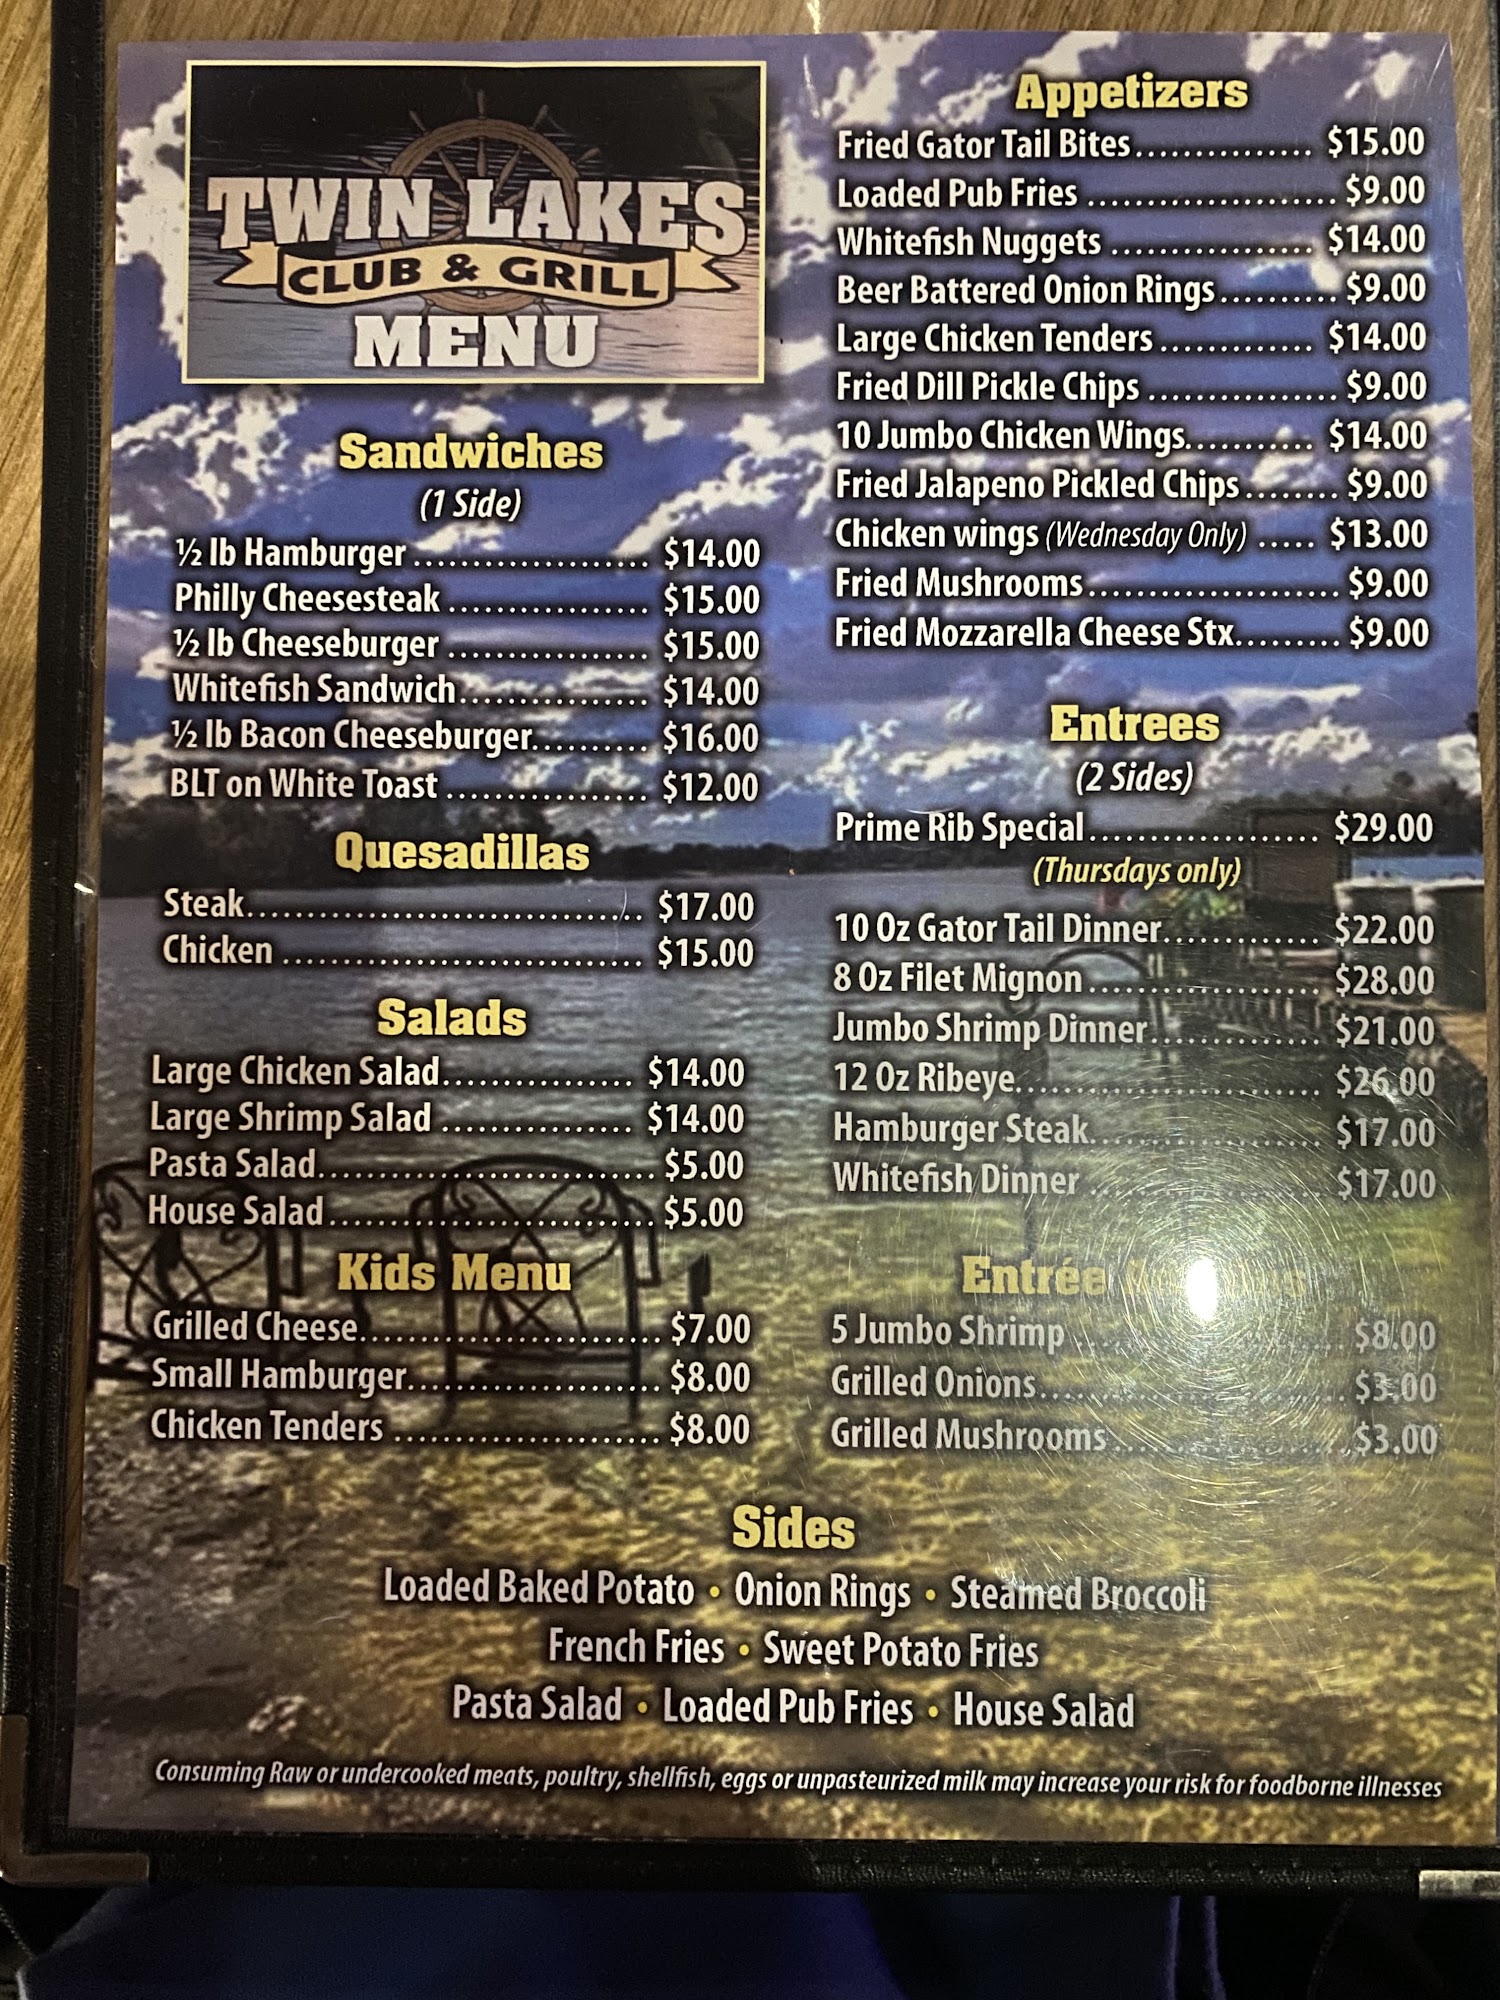 TWIN LAKES
CLUB & GRILL
MENU
Sandwiches
(1 Side)
½ lb Hamburger.................... $14.00
Philly Cheesesteak ................. $15.00
½ lb Cheeseburger ................. $15.00
Whitefish Sandwich................ $14.00
½ lb Bacon Cheeseburger.......... $16.00
BLT on White Toast ................. $12.00
Quesadillas
Steak................................. $17.00
Chicken .............................. $15.00
Salads
Large Chicken Salad................ $14.00
Large Shrimp Salad ................ $14.00
Pasta Salad............................ $5.00
House Salad........................... $5.00
Kids Menu
Grilled Cheese......................... $7.00
Small Hamburger..................... $8.00
Chicken Tenders ...................... $8.00
Appetizers
Fried Gator Tail Bites............... $15.00
Loaded Pub Fries ..................... $9.00
Whitefish Nuggets ................. $14.00
Beer Battered Onion Rings.......... $9.00
Large Chicken Tenders ............. $14.00
Fried Dill Pickle Chips ................ $9.00
10 Jumbo Chicken Wings........... $14.00
Fried Jalapeno Pickled Chips........ $9.00
Chicken wings (Wednesday Only) ..... $13.00
Fried Mushrooms..................... $9.00
Fried Mozzarella Cheese Stx......... $9.00
Entrees
(2 Sides)
Prime Rib Special................... $29.00
(Thursdays only)
10 Oz Gator Tail Dinner............. $22.00
8 Oz Filet Mignon ................... $28.00
Jumbo Shrimp Dinner.............. $21.00
12 Oz Ribeye.......................... $26.00
Hamburger Steak.................... $17.00
Whitefish Dinner .................... $17.00
Entrée
5 Jumbo Shrimp ....................... $8.00
Grilled Onions.......................... $3.00
Grilled Mushrooms.................... $3.00
Sides
Loaded Baked Potato • Onion Rings • Steamed Broccoli
French Fries • Sweet Potato Fries
Pasta Salad • Loaded Pub Fries • House Salad
Consuming Raw or undercooked meats, poultry, shellfish, eggs or unpasteurized milk may increase your risk for foodborne illnesses